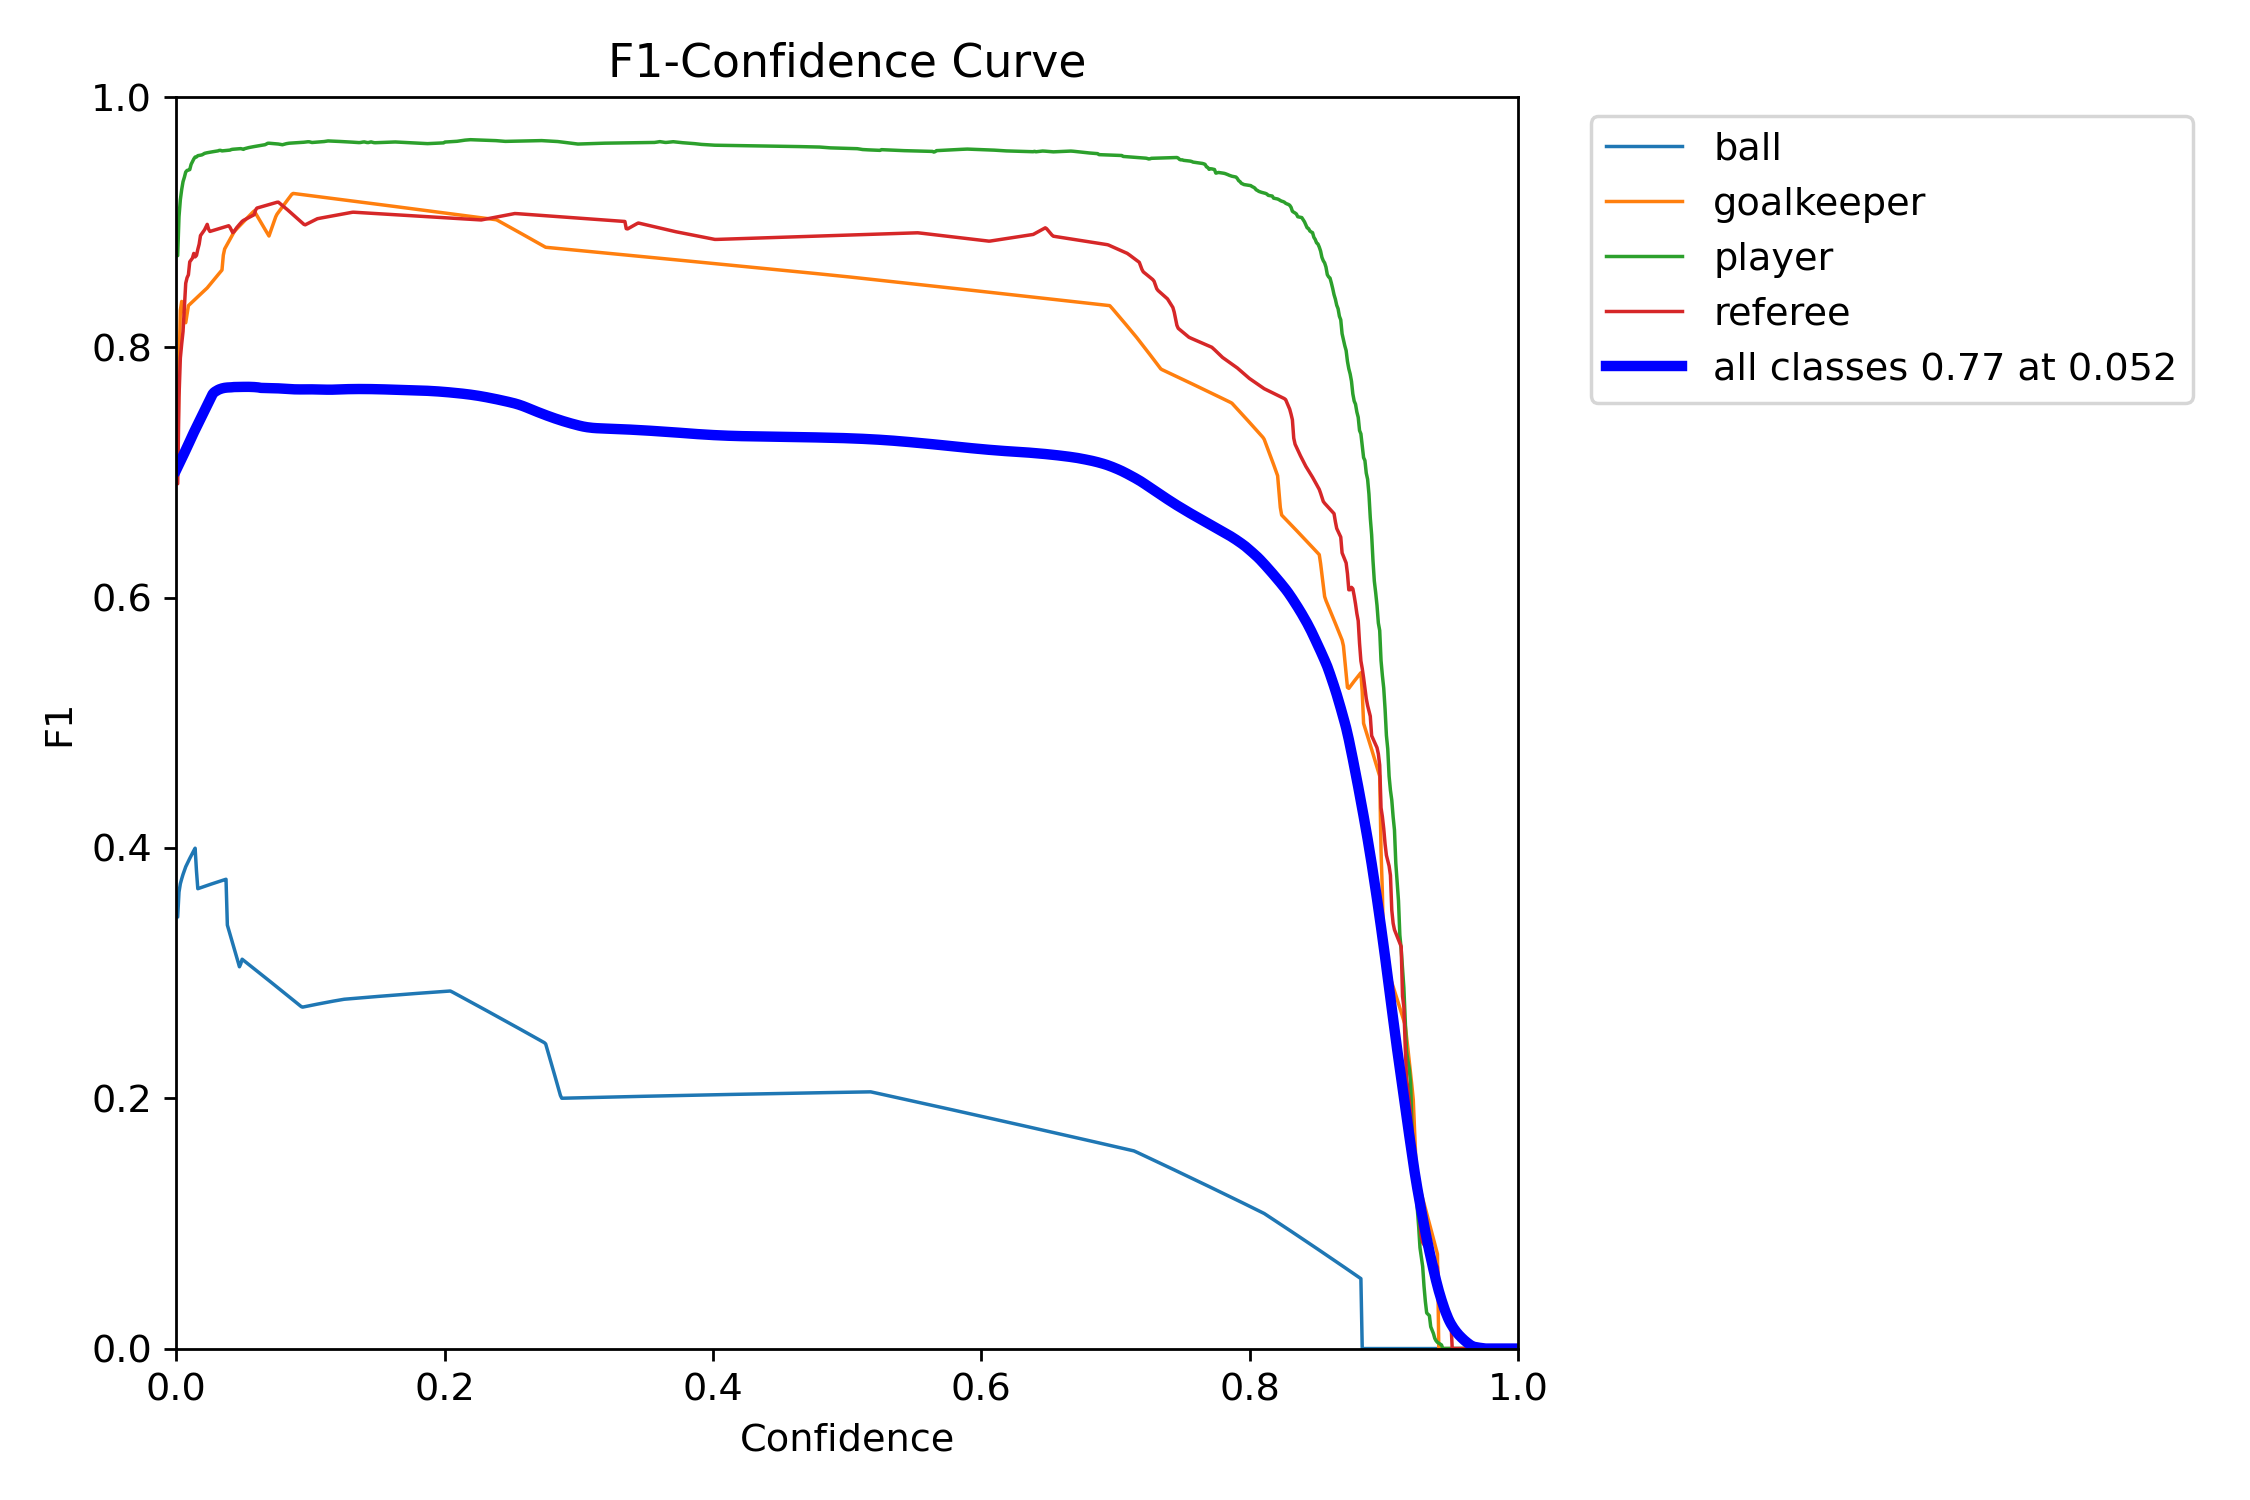 F1-Confidence Curve
1.0
0.8
0.6
0.4
0.2
0.0
F1
0.0 0.2 0.4 0.6 0.8 1.0
Confidence
ball
goalkeeper
player
referee
all classes 0.77 at 0.052